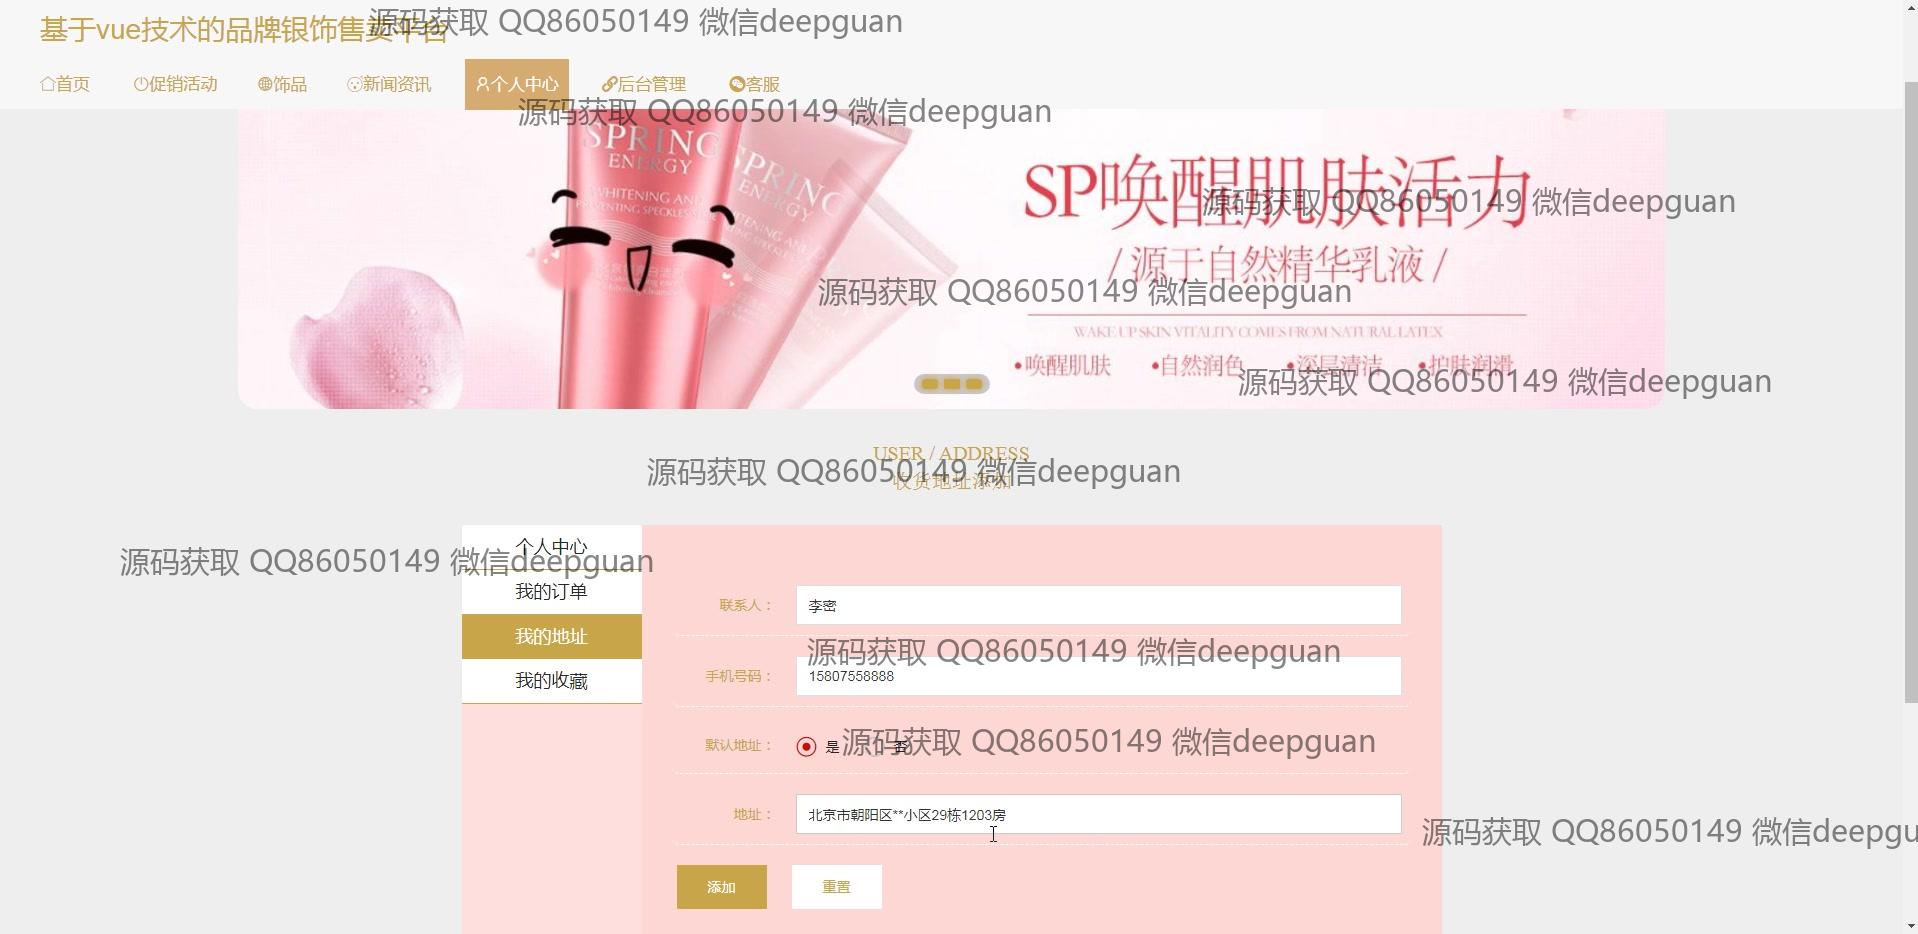 基于vue技术的品牌银饰售卖平台
源码获取 QQ86050149 微信deepguan
首页 促销活动 饰品 新闻资讯 个人中心 后台管理 客服
源码获取 QQ86050149 微信deepguan
SPRING
ENERGY
WHITENING AND
PREVENTING SPECKLESS
SPRING
ENERGY
SP唤醒肌肤活力
源码获取 QQ86050149 微信deepguan
/ 源于自然精华乳液 /
源码获取 QQ86050149 微信deepguan
WAKE UP SKIN VITALITY COMES FROM NATURAL LATEX
•唤醒肌肤 •自然润色 •深层清洁 •护肤润滑
源码获取 QQ86050149 微信deepguan
USER / ADDRESS
源码获取 QQ86050149 微信deepguan
收货地址添加
个人中心
源码获取 QQ86050149 微信deepguan
我的订单
我的地址
我的收藏
联系人： 李密
源码获取 QQ86050149 微信deepguan
手机号码： 15807558888
默认地址： 是 否
源码获取 QQ86050149 微信deepguan
地址： 北京市朝阳区**小区29栋1203房
源码获取 QQ86050149 微信deepgu
添加 重置